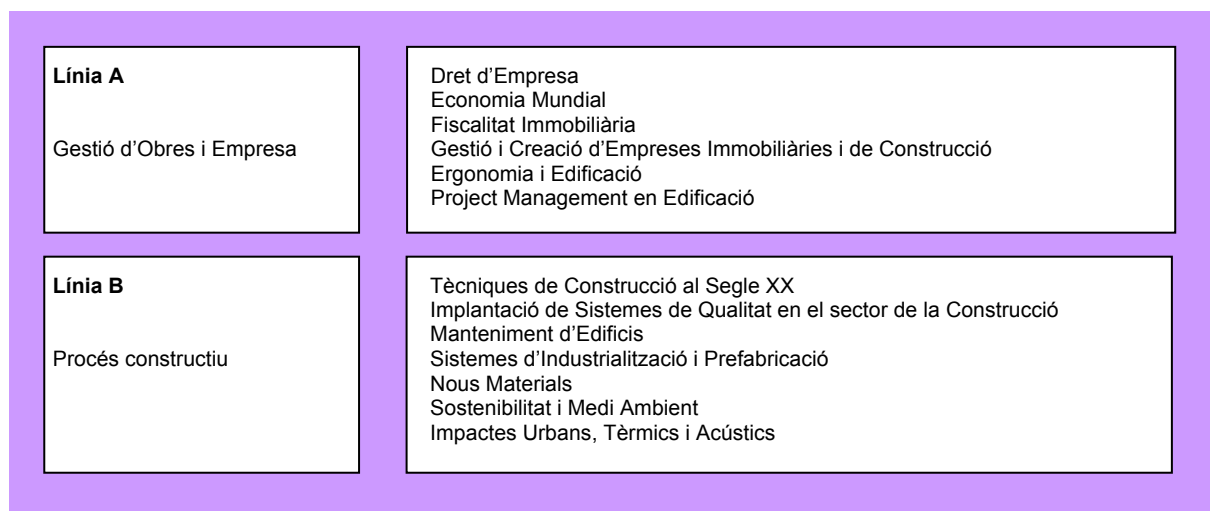 Línia A
Gestió d’Obres i Empresa
Dret d’Empresa
Economia Mundial
Fiscalitat Immobiliària
Gestió i Creació d’Empreses Immobiliàries i de Construcció
Ergonomia i Edificació
Project Management en Edificació
Línia B
Procés constructiu
Tècniques de Construcció al Segle XX
Implantació de Sistemes de Qualitat en el sector de la Construcció
Manteniment d’Edificis
Sistemes d’Industrialització i Prefabricació
Nous Materials
Sostenibilitat i Medi Ambient
Impactes Urbans, Tèrmics i Acústics